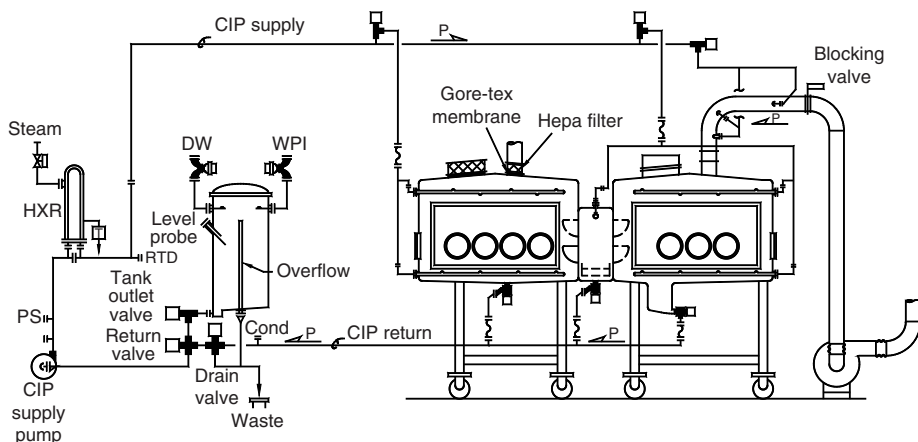 CIP supply
P
Blocking
valve
Gore-tex
membrane
Hepa filter
P
Steam
DW
WPI
HXR
Level
probe
RTD
Overflow
Tank
outlet
valve
PS
Return
valve
Cond
P
CIP return
P
CIP
supply
pump
Drain
valve
Waste